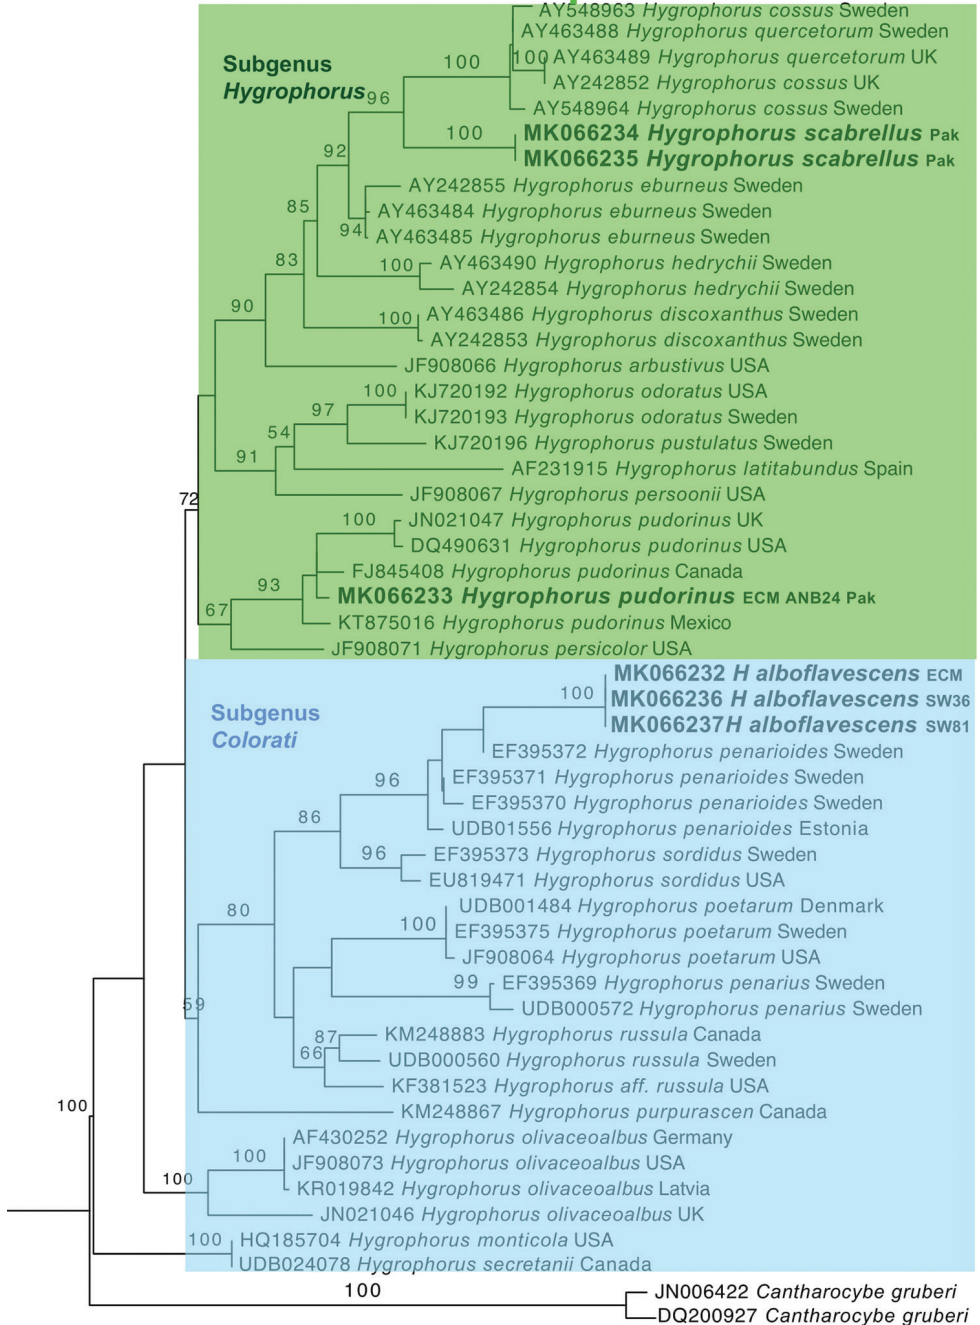 AY548963 Hygrophorus cossus Sweden
AY463488 Hygrophorus quercetorum Sweden
100 AY463489 Hygrophorus quercetorum UK
Subgenus
Hygrophorus
100
AY242852 Hygrophorus cossus UK
96
AY548964 Hygrophorus cossus Sweden
100
MK066234 Hygrophorus scabrellus Pak
MK066235 Hygrophorus scabrellus Pak
92
AY242855 Hygrophorus eburneus Sweden
85
AY463484 Hygrophorus eburneus Sweden
94
AY463485 Hygrophorus eburneus Sweden
83
100
AY463490 Hygrophorus hedrychii Sweden
AY242854 Hygrophorus hedrychii Sweden
90
100
AY463486 Hygrophorus discoxanthus Sweden
AY242853 Hygrophorus discoxanthus Sweden
JF908066 Hygrophorus arbustivus USA
100
KJ720192 Hygrophorus odoratus USA
97
KJ720193 Hygrophorus odoratus Sweden
54
KJ720196 Hygrophorus pustulatus Sweden
91
AF231915 Hygrophorus latitabundus Spain
JF908067 Hygrophorus persoonii USA
72
100
JN021047 Hygrophorus pudorinus UK
DQ490631 Hygrophorus pudorinus USA
FJ845408 Hygrophorus pudorinus Canada
93
MK066233 Hygrophorus pudorinus ECM ANB24 Pak
67
KT875016 Hygrophorus pudorinus Mexico
JF908071 Hygrophorus persicolor USA
MK066232 H alboflavescens ECM
100
MK066236 H alboflavescens SW36
Subgenus
Colorati
MK066237H alboflavescens SW81
EF395372 Hygrophorus penarioides Sweden
96
EF395371 Hygrophorus penarioides Sweden
EF395370 Hygrophorus penarioides Sweden
86
UDB01556 Hygrophorus penarioides Estonia
96
EF395373 Hygrophorus sordidus Sweden
EU819471 Hygrophorus sordidus USA
80
UDB001484 Hygrophorus poetarum Denmark
100
EF395375 Hygrophorus poetarum Sweden
JF908064 Hygrophorus poetarum USA
99
EF395369 Hygrophorus penarius Sweden
59
UDB000572 Hygrophorus penarius Sweden
87
KM248883 Hygrophorus russula Canada
66
UDB000560 Hygrophorus russula Sweden
KF381523 Hygrophorus aff. russula USA
100
KM248867 Hygrophorus purpurascen Canada
AF430252 Hygrophorus olivaceoalbus Germany
100
JF908073 Hygrophorus olivaceoalbus USA
100
KR019842 Hygrophorus olivaceoalbus Latvia
JN021046 Hygrophorus olivaceoalbus UK
100
HQ185704 Hygrophorus monticola USA
UDB024078 Hygrophorus secretanii Canada
100
JN006422 Cantharocybe gruberi
DQ200927 Cantharocybe gruberi